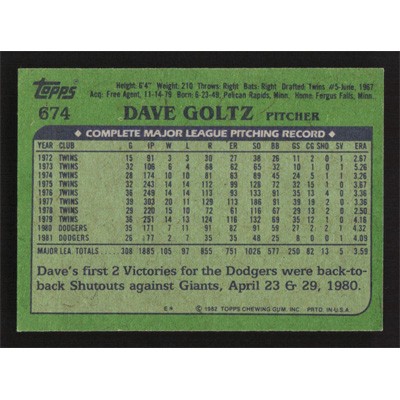 Topps
Height: 6'4" Weight: 210 Throws: Right Bats: Right Drafted: Twins #5-June, 1967
Acq: Free Agent, 11-14-79 Born: 6-23-49, Pelican Rapids, Minn. Home: Fergus Falls, Minn.
674 DAVE GOLTZ PITCHER
COMPLETE MAJOR LEAGUE PITCHING RECORD
YEAR CLUB G IP W L R ER SO BB GS CG SHO SV ERA
1972 TWINS 15 91 3 3 30 27 38 26 11 2 0 1 2.67
1973 TWINS 32 106 6 4 68 62 65 32 10 1 0 1
1974 TWINS 28 174 10 10 81 5 1 1 3.26
1975 TWINS 32 243 14 14 112 99 128 72 32 15 1 0 3.67
1976 TWINS 36 249 14 14 113 93 133 91 35 13 4 0 3.36
1977 TWINS 39 303 20 11 129 113 186 91 39 19 2 0 3.36
1978 TWINS 29 220 15 10 72 61 116 67 29 13 2 0 2.50
1979 TWINS 36 251 14 13 124 116 132 69 35 12 1 0 4.16
1980 DODGERS 35 171 7 11 91 82 91 57 27 2 2 1 4.32
1981 DODGERS 26 77 2 7 35 35 48 25 8 0 0 1 4.09
MAJOR LEA. TOTALS 308 1885 105 97 855 751 1026 577 250 82 13 5 3.59
Dave's first 2 Victories for the Dodgers were back-to-
back Shutouts against Giants, April 23 & 29, 1980.
© 1982 TOPPS CHEWING GUM, INC. PRTD. IN U.S.A.